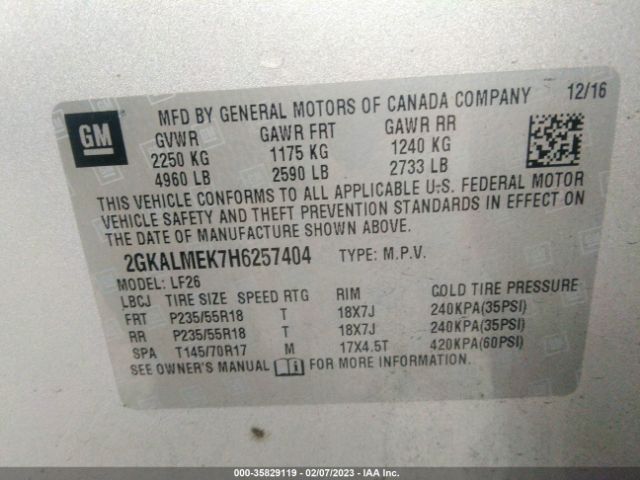 GM
MFD BY GENERAL MOTORS OF CANADA COMPANY 12/16
GVWR GAWR FRT GAWR RR
2250 KG 1175 KG 1240 KG
4960 LB 2590 LB 2733 LB
THIS VEHICLE CONFORMS TO ALL APPLICABLE U.S. FEDERAL MOTOR
VEHICLE SAFETY AND THEFT PREVENTION STANDARDS IN EFFECT ON
THE DATE OF MANUFACTURE SHOWN ABOVE.
2GKALMEK7H6257404 TYPE: M.P.V.
MODEL: LF26
LBCJ TIRE SIZE SPEED RTG RIM COLD TIRE PRESSURE
FRT P235/55R18 T 18X7J 240KPA(35PSI)
RR P235/55R18 T 18X7J 240KPA(35PSI)
SPA T145/70R17 M 17X4.5T 420KPA(60PSI)
SEE OWNER'S MANUAL FOR MORE INFORMATION
000-35829119 - 02/07/2023 - IAA Inc.